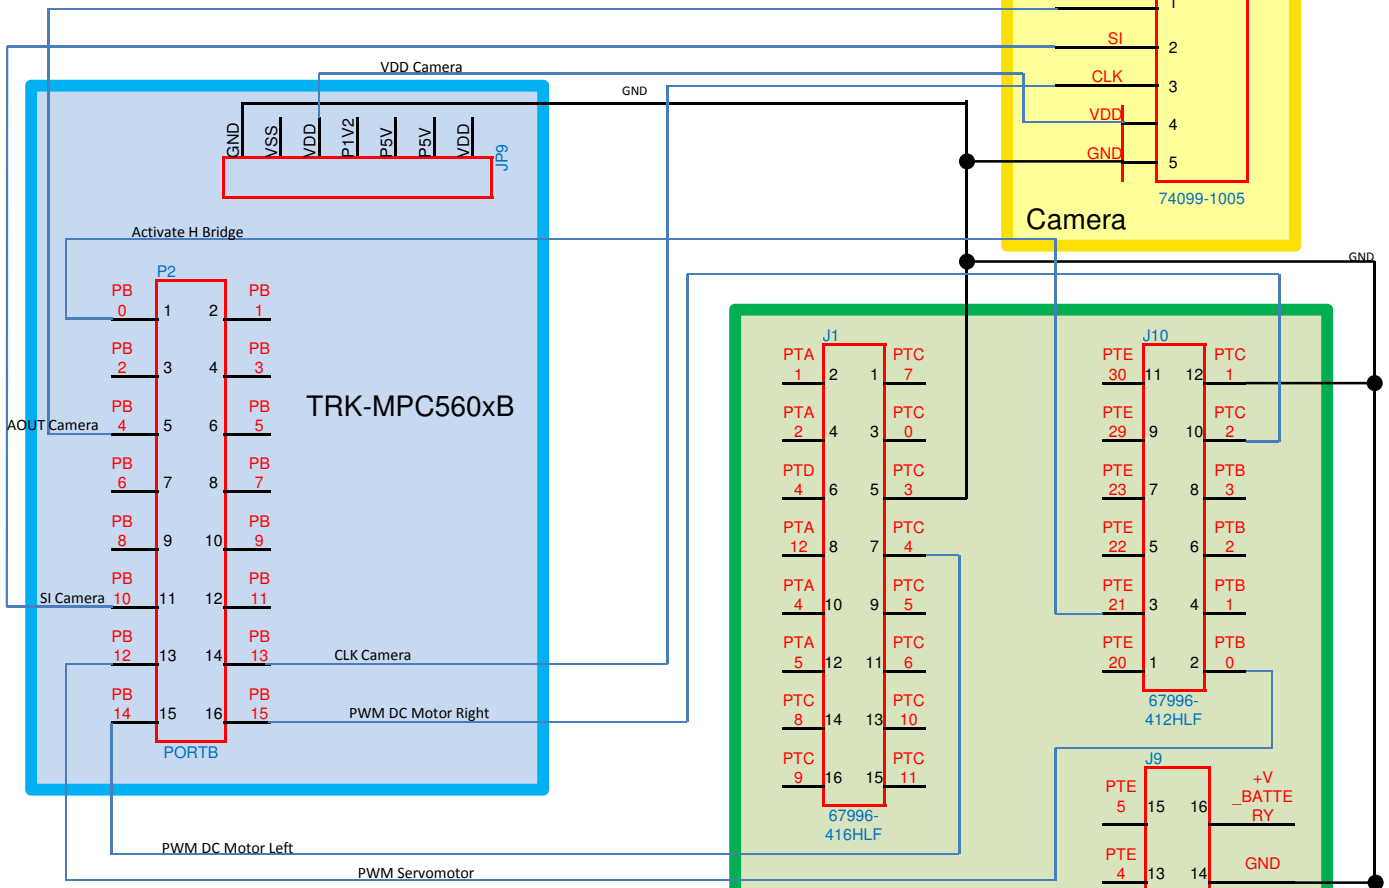 1
SI
2
VDD Camera
CLK
3
GND
VDD
4
GND
5
GND
VSS
VDD
P1V2
P5V
P5V
VDD
JP9
74099-1005
Camera
Activate H Bridge
GND
P2
PB
0
1
2
PB
1
PB
2
3
4
PB
3
AOUT Camera
PB
4
5
6
PB
5
PB
6
7
8
PB
7
PB
8
9
10
PB
9
SI Camera
PB
10
11
12
PB
11
PB
12
13
14
PB
13
CLK Camera
PB
14
15
16
PB
15
PWM DC Motor Right
PORTB
TRK-MPC560xB
J1
PTA
1
2
1
PTC
7
PTA
2
4
3
PTC
0
PTD
4
6
5
PTC
3
PTA
12
8
7
PTC
4
PTA
4
10
9
PTC
5
PTA
5
12
11
PTC
6
PTC
8
14
13
PTC
10
PTC
9
16
15
PTC
11
67996-
416HLF
J10
PTE
30
11
12
PTC
1
PTE
29
9
10
PTC
2
PTE
23
7
8
PTB
3
PTE
22
5
6
PTB
2
PTE
21
3
4
PTB
1
PTE
20
1
2
PTB
0
67996-
412HLF
J9
PTE
5
15
16
+V
_BATTE
RY
PTE
4
13
14
GND
PWM DC Motor Left
PWM Servomotor